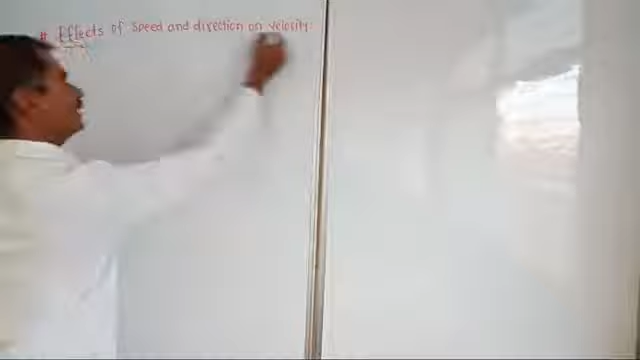 # Effects of speed and direction on velocity: